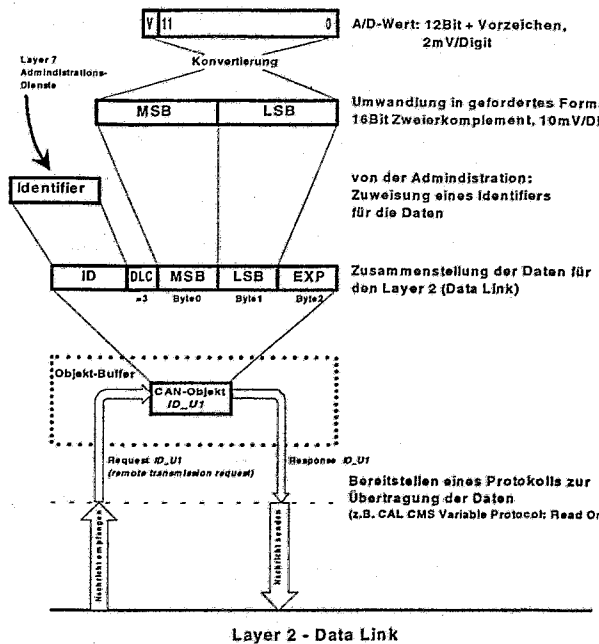 V 11 0
A/D-Wert: 12Bit + Vorzeichen,
2mV/Digit
Layer 7
Admindistrations-
Dienste
Konvertierung
MSB LSB
Umwandlung in gefordertes Form
16Bit Zweierkomplement, 10mV/Di
Identifier
von der Admindistration:
Zuweisung eines Identifiers
für die Daten
ID DLC MSB LSB EXP
=3 Byte0 Byte1 Byte2
Zusammenstellung der Daten für
den Layer 2 (Data Link)
Objekt-Buffer
CAN-Objekt
ID_U1
Request ID_U1
(remote transmission request)
Response ID_U1
Bereitstellen eines Protokolls zur
Übertragung der Daten
(z.B. CAL CMS Variable Protocol: Read On
Nachricht empfangen
Nachricht senden
Layer 2 - Data Link